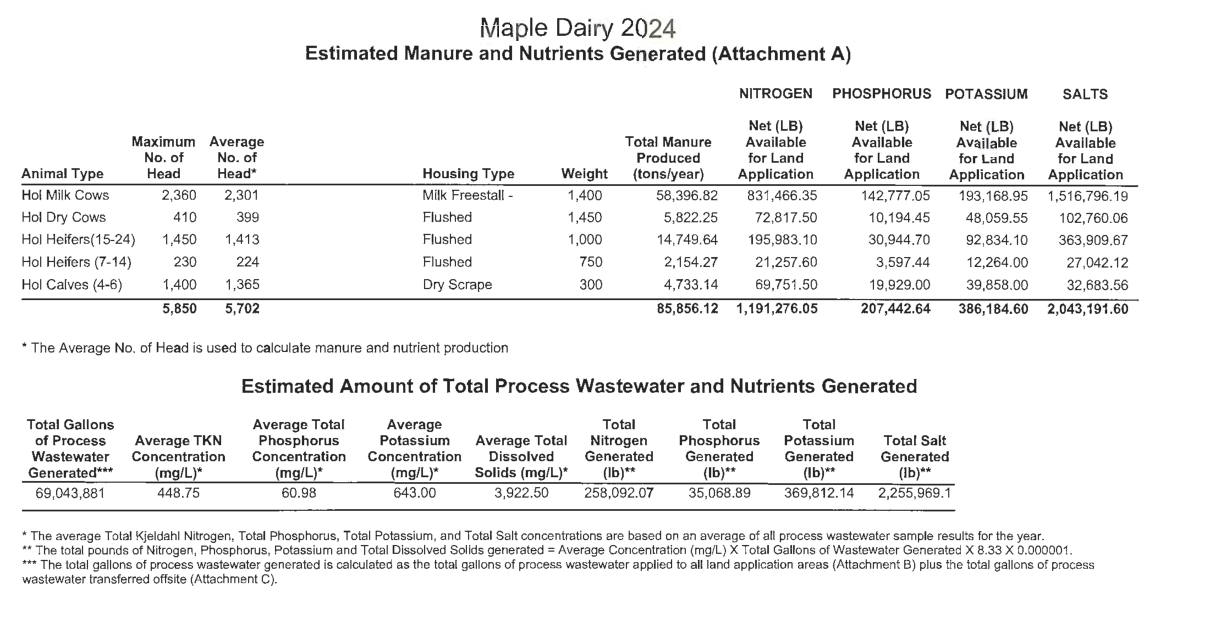 Maple Dairy 2024
Estimated Manure and Nutrients Generated (Attachment A)
NITROGEN PHOSPHORUS POTASSIUM SALTS
Animal Type Maximum No. of Head Average No. of Head* Housing Type Weight Total Manure Produced (tons/year) Net (LB) Available for Land Application Net (LB) Available for Land Application Net (LB) Available for Land Application Net (LB) Available for Land Application
Hol Milk Cows 2,360 2,301 Milk Freestall - 1,400 58,396.82 831,466.35 142,777.05 193,168.95 1,516,796.19
Hol Dry Cows 410 399 Flushed 1,450 5,822.25 72,817.50 10,194.45 48,059.55 102,760.06
Hol Heifers(15-24) 1,450 1,413 Flushed 1,000 14,749.64 195,983.10 30,944.70 92,834.10 363,909.67
Hol Heifers (7-14) 230 224 Flushed 750 2,154.27 21,257.60 3,597.44 12,264.00 27,042.12
Hol Calves (4-6) 1,400 1,365 Dry Scrape 300 4,733.14 69,751.50 19,929.00 39,858.00 32,683.56
5,850 5,702 85,856.12 1,191,276.05 207,442.64 386,184.60 2,043,191.60
* The Average No. of Head is used to calculate manure and nutrient production
Estimated Amount of Total Process Wastewater and Nutrients Generated
Total Gallons of Process Wastewater Generated*** Average TKN Concentration (mg/L)* Average Total Phosphorus Concentration (mg/L)* Average Potassium Concentration (mg/L)* Average Total Dissolved Solids (mg/L)* Total Nitrogen Generated (lb)** Total Phosphorus Generated (lb)** Total Potassium Generated (lb)** Total Salt Generated (lb)**
69,043,881 448.75 60.98 643.00 3,922.50 258,092.07 35,068.89 369,812.14 2,255,969.1
* The average Total Kjeldahl Nitrogen, Total Phosphorus, Total Potassium, and Total Salt concentrations are based on an average of all process wastewater sample results for the year.
** The total pounds of Nitrogen, Phosphorus, Potassium and Total Dissolved Solids generated = Average Concentration (mg/L) X Total Gallons of Wastewater Generated X 8.33 X 0.000001.
*** The total gallons of process wastewater generated is calculated as the total gallons of process wastewater applied to all land application areas (Attachment B) plus the total gallons of process
wastewater transferred offsite (Attachment C).